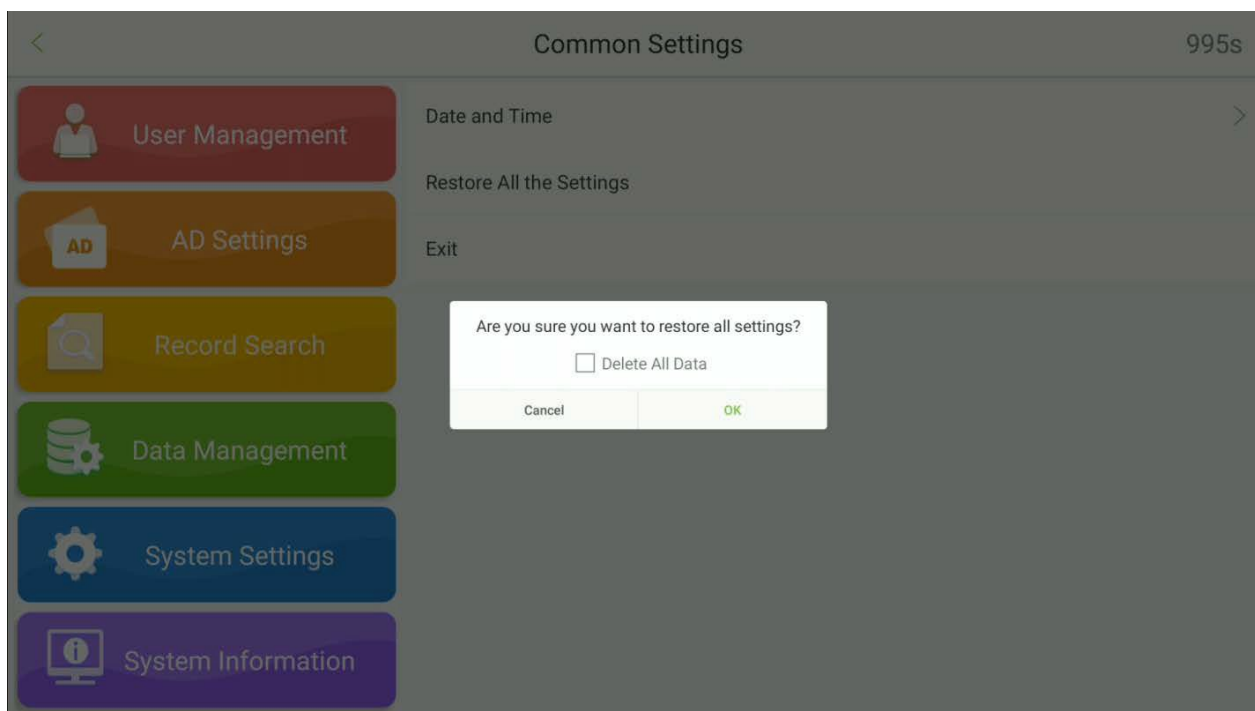 Common Settings
995s
User Management
AD
AD Settings
Record Search
Data Management
System Settings
System Information
Date and Time
Restore All the Settings
Exit
Are you sure you want to restore all settings?
Delete All Data
Cancel
OK